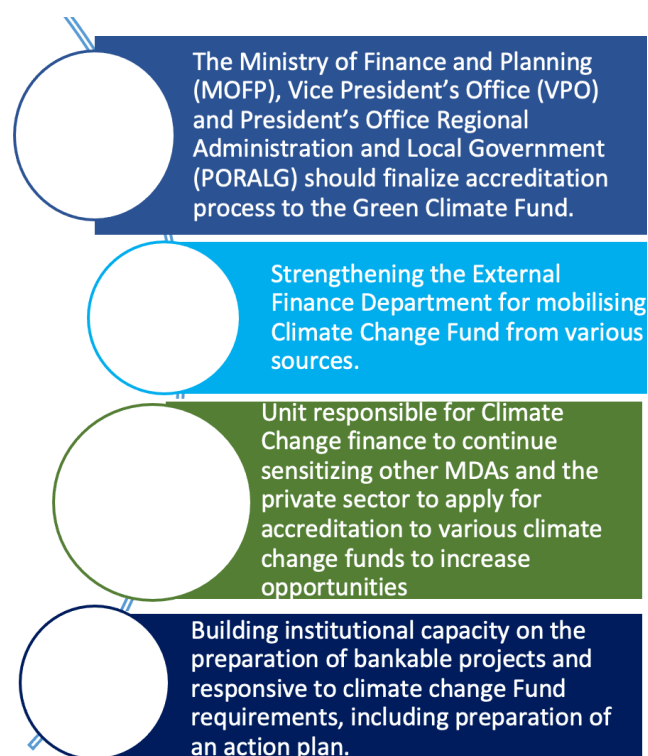 The Ministry of Finance and Planning
(MOFP), Vice President’s Office (VPO)
and President’s Office Regional
Administration and Local Government
(PORALG) should finalize accreditation
process to the Green Climate Fund.
Strengthening the External
Finance Department for mobilising
Climate Change Fund from various
sources.
Unit responsible for Climate
Change finance to continue
sensitizing other MDAs and the
private sector to apply for
accreditation to various climate
change funds to increase
opportunities
Building institutional capacity on the
preparation of bankable projects and
responsive to climate change Fund
requirements, including preparation of
an action plan.